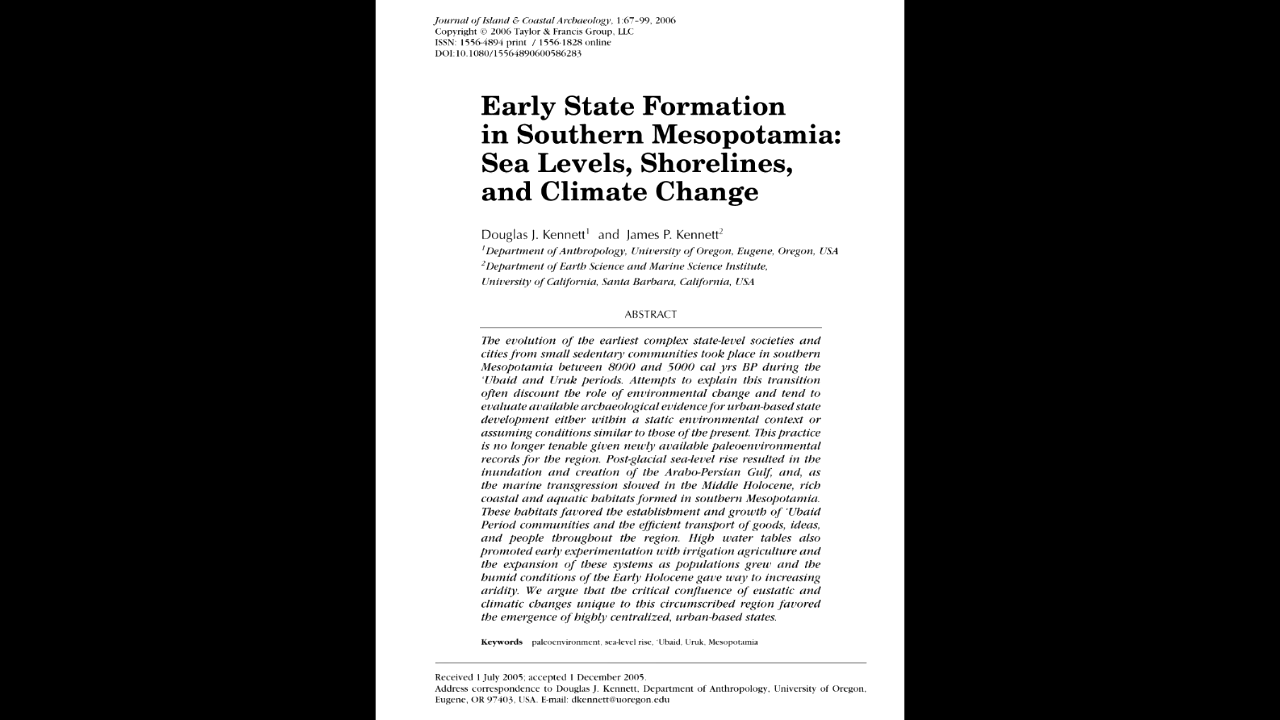 Journal of Island & Coastal Archaeology, 1:67–99, 2006
Copyright © 2006 Taylor & Francis Group, LLC
ISSN: 1556-4894 print / 1556-1828 online
DOI:10.1080/15564890600586283
Early State Formation
in Southern Mesopotamia:
Sea Levels, Shorelines,
and Climate Change
Douglas J. Kennett¹ and James P. Kennett²
¹Department of Anthropology, University of Oregon, Eugene, Oregon, USA
²Department of Earth Science and Marine Science Institute,
University of California, Santa Barbara, California, USA
ABSTRACT
The evolution of the earliest complex state-level societies and
cities from small sedentary communities took place in southern
Mesopotamia between 8000 and 5000 cal yrs BP during the
‘Ubaid and Uruk periods. Attempts to explain this transition
often discount the role of environmental change and tend to
evaluate available archaeological evidence for urban-based state
development either within a static environmental context or
assuming conditions similar to those of the present. This practice
is no longer tenable given newly available paleoenvironmental
records for the region. Post-glacial sea-level rise resulted in the
inundation and creation of the Arabo-Persian Gulf, and, as
the marine transgression slowed in the Middle Holocene, rich
coastal and aquatic habitats formed in southern Mesopotamia.
These habitats favored the establishment and growth of ‘Ubaid
Period communities and the efficient transport of goods, ideas,
and people throughout the region. High water tables also
promoted early experimentation with irrigation agriculture and
the expansion of these systems as populations grew and the
humid conditions of the Early Holocene gave way to increasing
aridity. We argue that the critical confluence of eustatic and
climatic changes unique to this circumscribed region favored
the emergence of highly centralized, urban-based states.
Keywords paleoenvironment, sea-level rise, ‘Ubaid, Uruk, Mesopotamia
Received 1 July 2005; accepted 1 December 2005.
Address correspondence to Douglas J. Kennett, Department of Anthropology, University of Oregon,
Eugene, OR 97403, USA. E-mail: dkennett@uoregon.edu